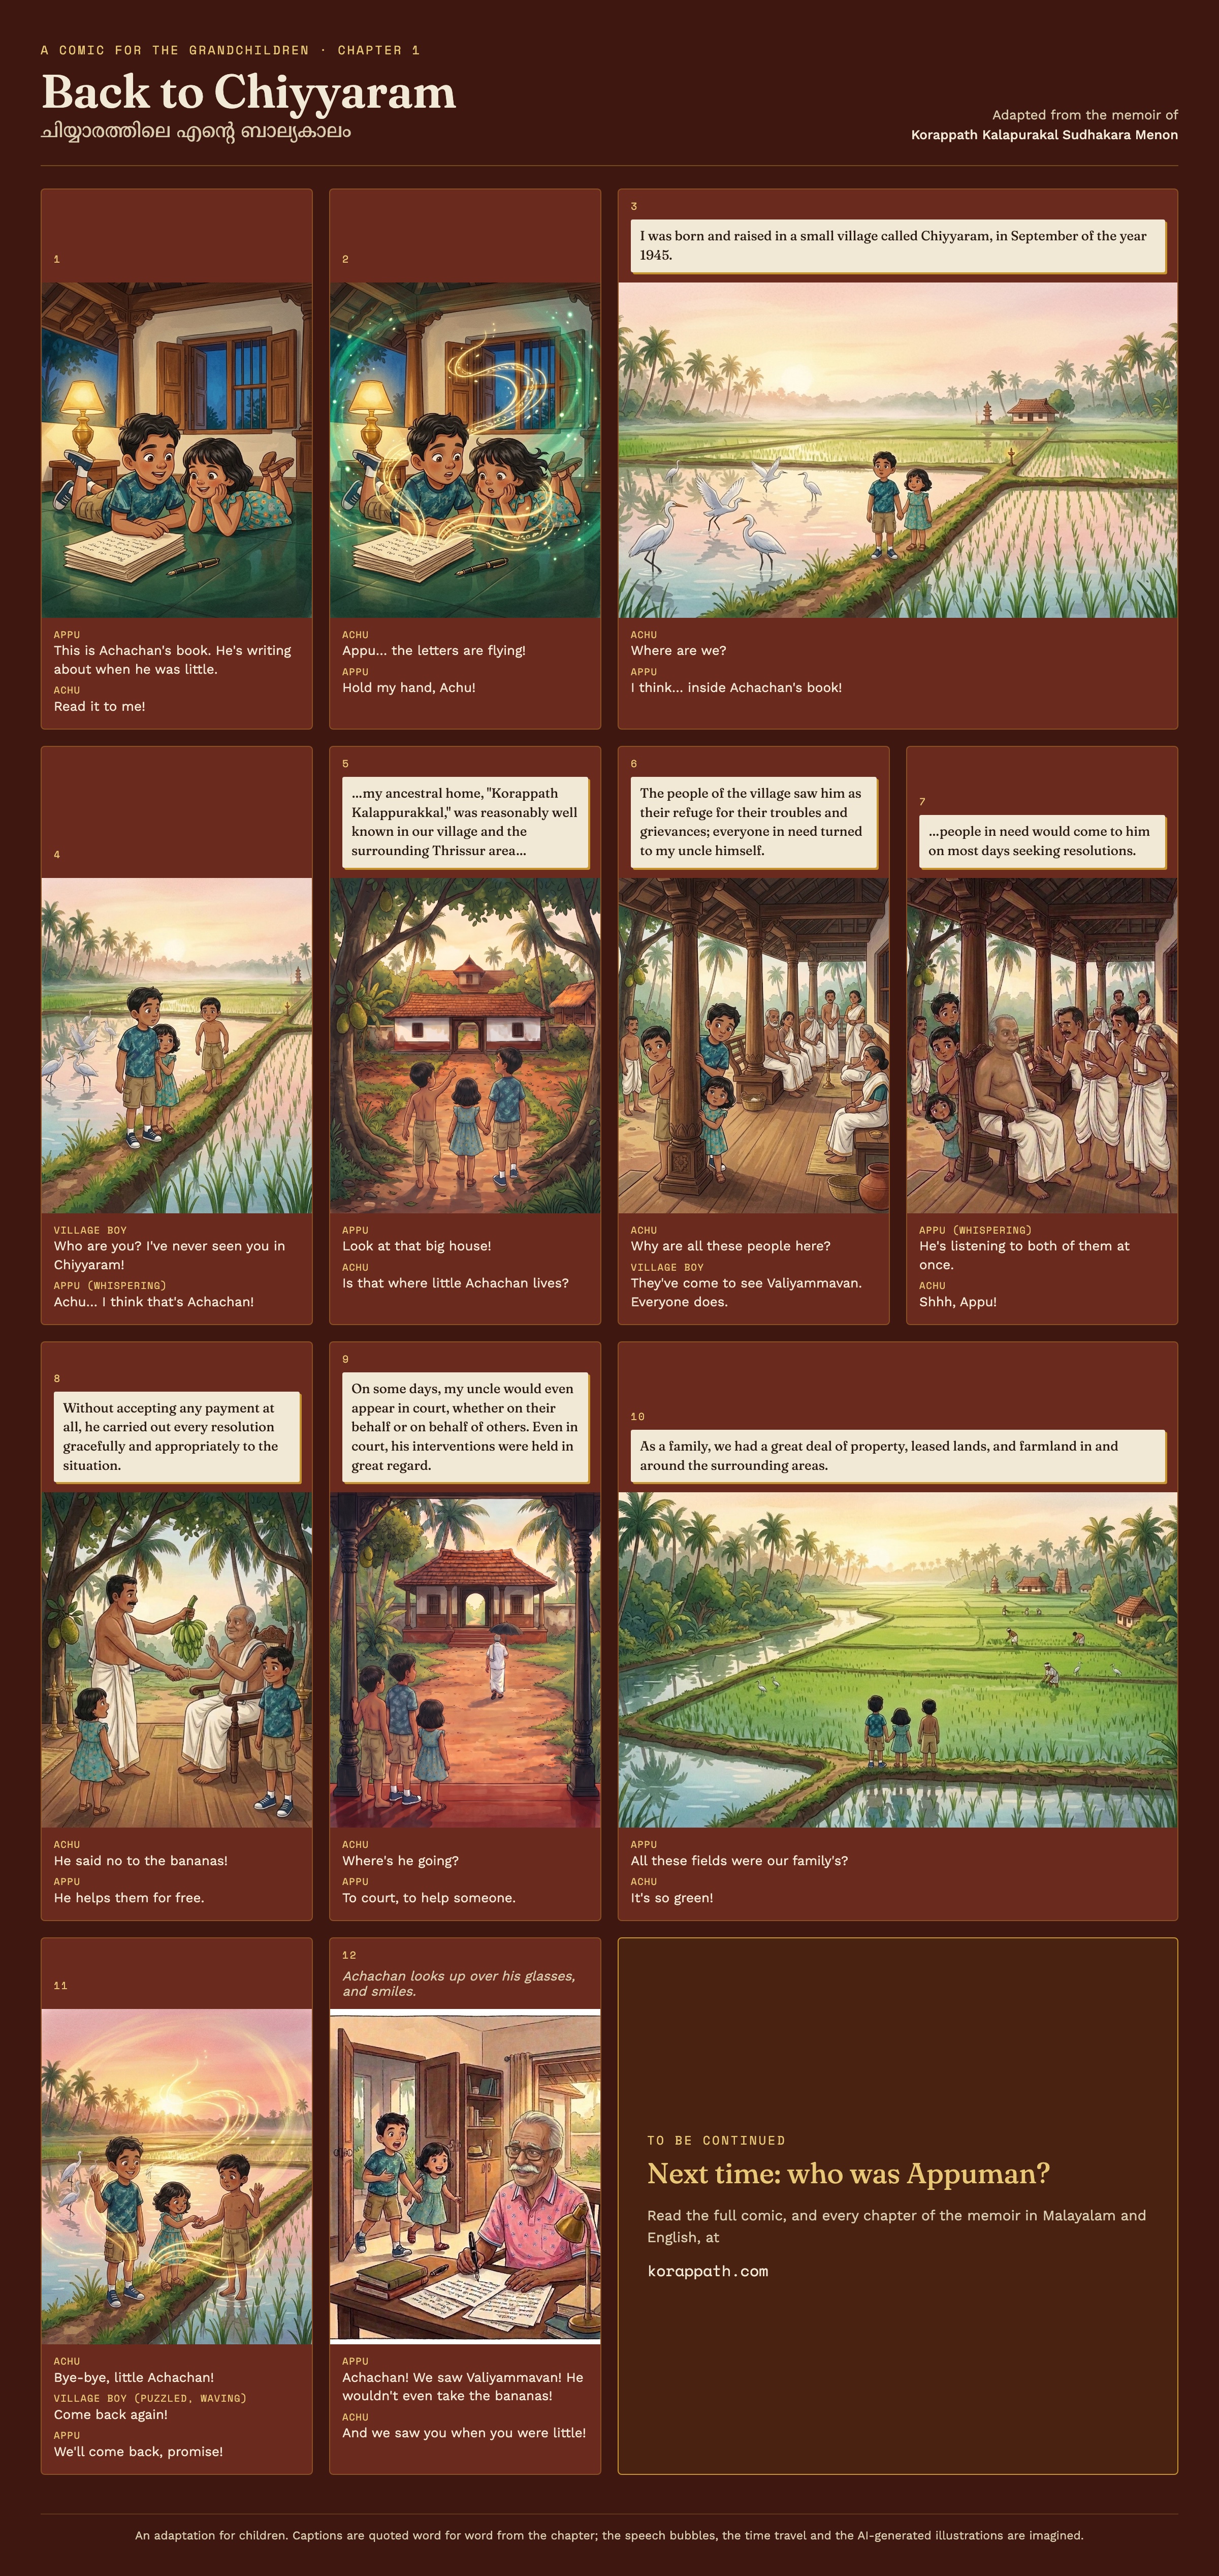 A COMIC FOR THE GRANDCHILDREN · CHAPTER 1
Back to Chiyyaram
ചിയ്യാരത്തിലെ എന്റെ ബാല്യകാലം
Adapted from the memoir of
Korappath Kalapurakal Sudhakara Menon
1
APPU
This is Achachan's book. He's writing
about when he was little.
ACHU
Read it to me!
2
ACHU
Appu... the letters are flying!
APPU
Hold my hand, Achu!
3
I was born and raised in a small village called Chiyyaram, in September of the year
1945.
ACHU
Where are we?
APPU
I think... inside Achachan's book!
4
VILLAGE BOY
Who are you? I've never seen you in
Chiyyaram!
APPU (WHISPERING)
Achu... I think that's Achachan!
5
...my ancestral home, "Korappath
Kalappurakkal," was reasonably well
known in our village and the
surrounding Thrissur area...
APPU
Look at that big house!
ACHU
Is that where little Achachan lives?
6
The people of the village saw him as
their refuge for their troubles and
grievances; everyone in need turned
to my uncle himself.
ACHU
Why are all these people here?
VILLAGE BOY
They've come to see Valiyammavan.
Everyone does.
7
...people in need would come to him
on most days seeking resolutions.
APPU (WHISPERING)
He's listening to both of them at
once.
ACHU
Shhh, Appu!
8
Without accepting any payment at
all, he carried out every resolution
gracefully and appropriately to the
situation.
ACHU
He said no to the bananas!
APPU
He helps them for free.
9
On some days, my uncle would even
appear in court, whether on their
behalf or on behalf of others. Even in
court, his interventions were held in
great regard.
ACHU
Where's he going?
APPU
To court, to help someone.
10
As a family, we had a great deal of property, leased lands, and farmland in and
around the surrounding areas.
APPU
All these fields were our family's?
ACHU
It's so green!
11
ACHU
Bye-bye, little Achachan!
VILLAGE BOY (PUZZLED, WAVING)
Come back again!
APPU
We'll come back, promise!
12
Achachan looks up over his glasses,
and smiles.
APPU
Achachan! We saw Valiyammavan! He
wouldn't even take the bananas!
ACHU
And we saw you when you were little!
TO BE CONTINUED
Next time: who was Appuman?
Read the full comic, and every chapter of the memoir in Malayalam and
English, at
korappath.com
An adaptation for children. Captions are quoted word for word from the chapter; the speech bubbles, the time travel and the AI-generated illustrations are imagined.